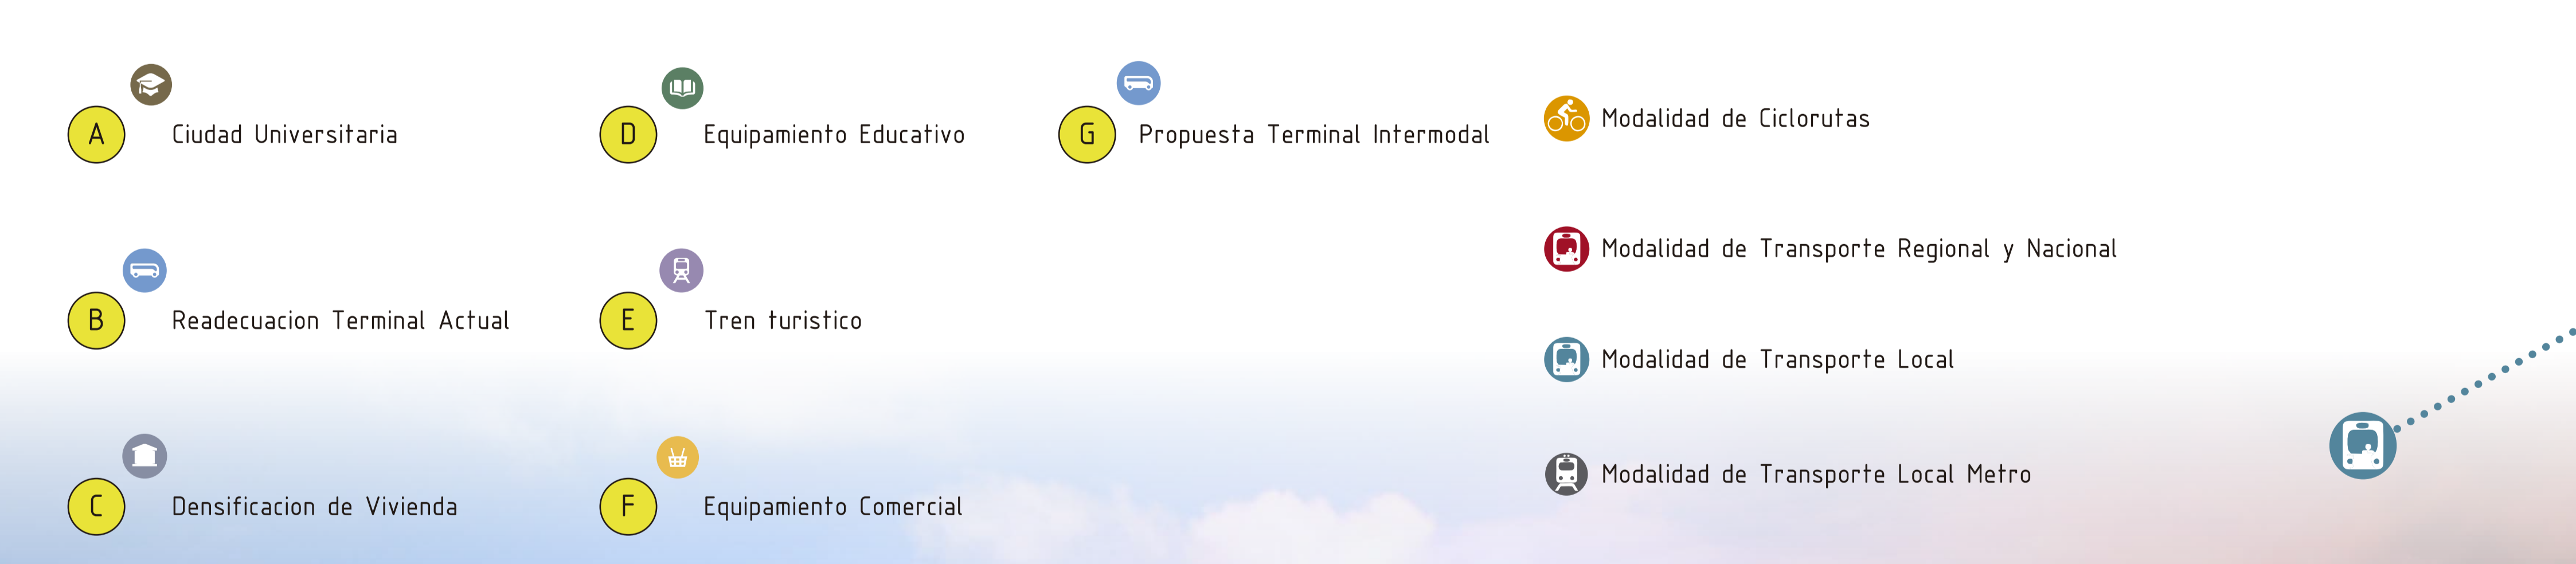 A
Ciudad Universitaria
B
Readecuacion Terminal Actual
C
Densificacion de Vivienda
D
Equipamiento Educativo
E
Tren turistico
F
Equipamiento Comercial
G
Propuesta Terminal Intermodal
Modalidad de Ciclorutas
Modalidad de Transporte Regional y Nacional
Modalidad de Transporte Local
Modalidad de Transporte Local Metro